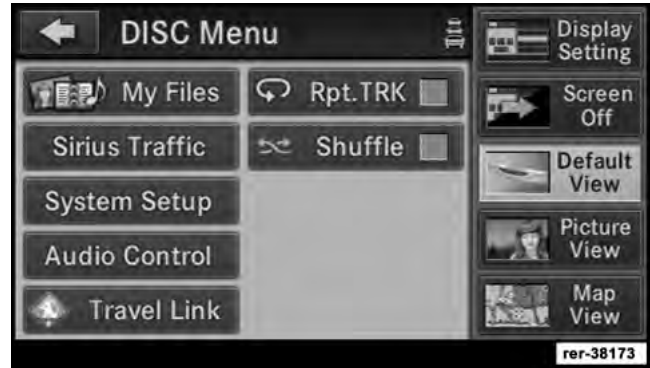 DISC Menu
My Files
Rpt.TRK
Sirius Traffic
Shuffle
System Setup
Audio Control
Travel Link
Display
Setting
Screen
Off
Default
View
Picture
View
Map
View
rer-38173